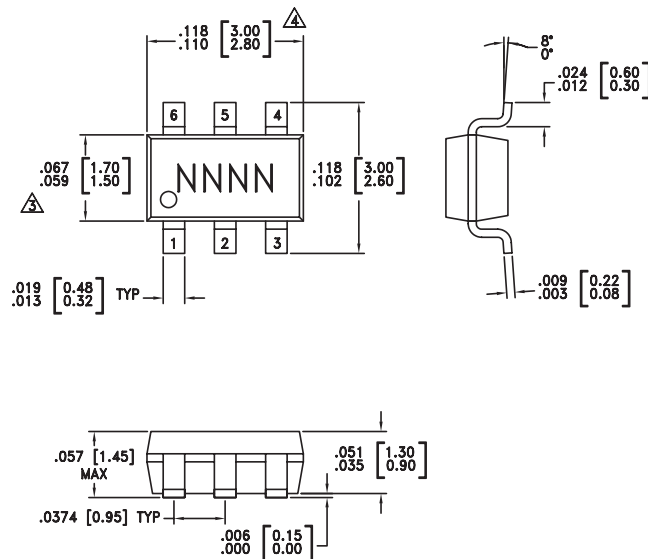 .118 [3.00] 4
.110 [2.80]
8°
0°
.024 [0.60]
.012 [0.30]
6 5 4
.067 [1.70]
.059 [1.50]
NNNN
.118 [3.00]
.102 [2.60]
3
1 2 3
.019 [0.48] TYP
.013 [0.32]
.009 [0.22]
.003 [0.08]
.057 [1.45]
MAX
.051 [1.30]
.035 [0.90]
.0374 [0.95] TYP
.006 [0.15]
.000 [0.00]